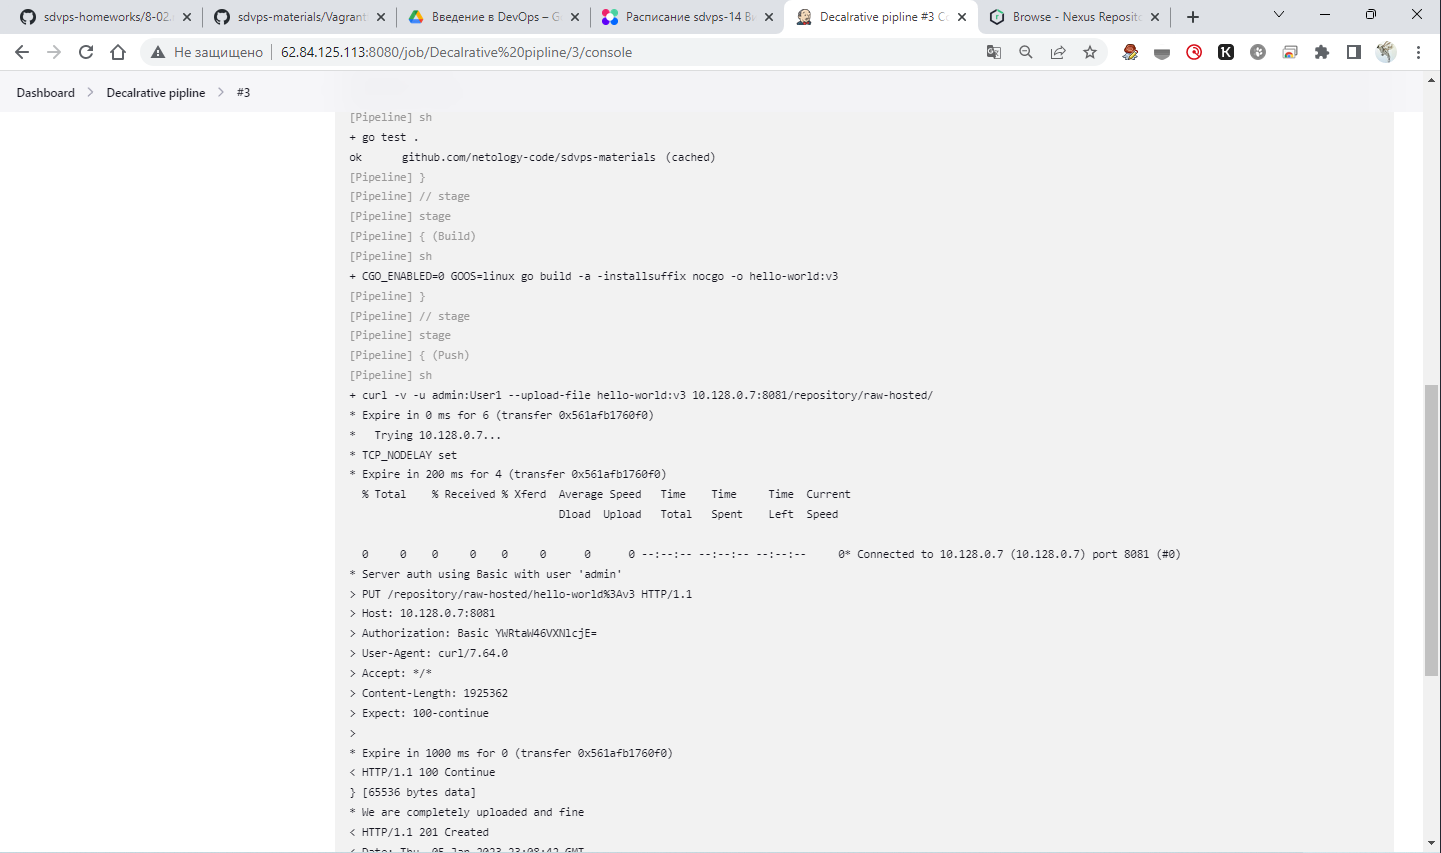 sdvps-homeworks/8-02.
sdvps-materials/Vagrant
Введение в DevOps – G
Расписание sdvps-14 В
Decalrative pipline #3 C
Browse - Nexus Reposito
Не защищено
62.84.125.113:8080/job/Decalrative%20pipline/3/console
Dashboard
Decalrative pipline
#3
[Pipeline] sh
+ go test .
ok github.com/netology-code/sdvps-materials (cached)
[Pipeline] }
[Pipeline] // stage
[Pipeline] stage
[Pipeline] { (Build)
[Pipeline] sh
+ CGO_ENABLED=0 GOOS=linux go build -a -installsuffix nocgo -o hello-world:v3
[Pipeline] }
[Pipeline] // stage
[Pipeline] stage
[Pipeline] { (Push)
[Pipeline] sh
+ curl -v -u admin:User1 --upload-file hello-world:v3 10.128.0.7:8081/repository/raw-hosted/
* Expire in 0 ms for 6 (transfer 0x561afb1760f0)
* Trying 10.128.0.7...
* TCP_NODELAY set
* Expire in 200 ms for 4 (transfer 0x561afb1760f0)
% Total % Received % Xferd Average Speed Time Time Time Current
Dload Upload Total Spent Left Speed
0 0 0 0 0 0 0 0 --:--:-- --:--:-- --:--:-- 0* Connected to 10.128.0.7 (10.128.0.7) port 8081 (#0)
* Server auth using Basic with user 'admin'
> PUT /repository/raw-hosted/hello-world%3Av3 HTTP/1.1
> Host: 10.128.0.7:8081
> Authorization: Basic YWRtaW46VXNlcjE=
> User-Agent: curl/7.64.0
> Accept: */*
> Content-Length: 1925362
> Expect: 100-continue
>
* Expire in 1000 ms for 0 (transfer 0x561afb1760f0)
< HTTP/1.1 100 Continue
} [65536 bytes data]
* We are completely uploaded and fine
< HTTP/1.1 201 Created
< Date: Thu, 05 Jan 2023 23:08:42 GMT